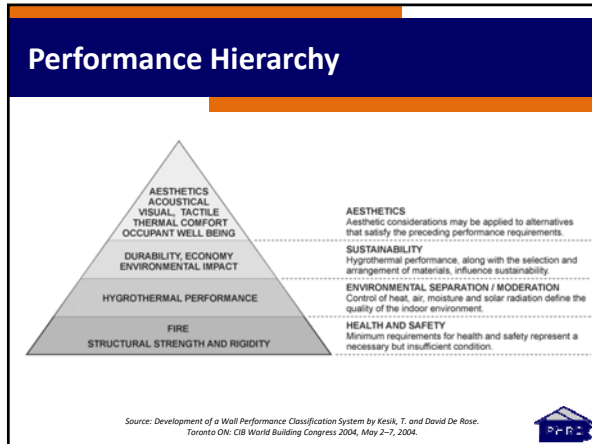 Performance Hierarchy
AESTHETICS
ACOUSTICAL
VISUAL, TACTILE
THERMAL COMFORT
OCCUPANT WELL BEING
DURABILITY, ECONOMY
ENVIRONMENTAL IMPACT
HYGROTHERMAL PERFORMANCE
FIRE
STRUCTURAL STRENGTH AND RIGIDITY
AESTHETICS
Aesthetic considerations may be applied to alternatives
that satisfy the preceding performance requirements.
SUSTAINABILITY
Hygrothermal performance, along with the selection and
arrangement of materials, influence sustainability.
ENVIRONMENTAL SEPARATION / MODERATION
Control of heat, air, moisture and solar radiation define the
quality of the indoor environment.
HEALTH AND SAFETY
Minimum requirements for health and safety represent a
necessary but insufficient condition.
Source: Development of a Wall Performance Classification System by Kesik, T. and David De Rose.
Toronto ON: CIB World Building Congress 2004, May 2–7, 2004.